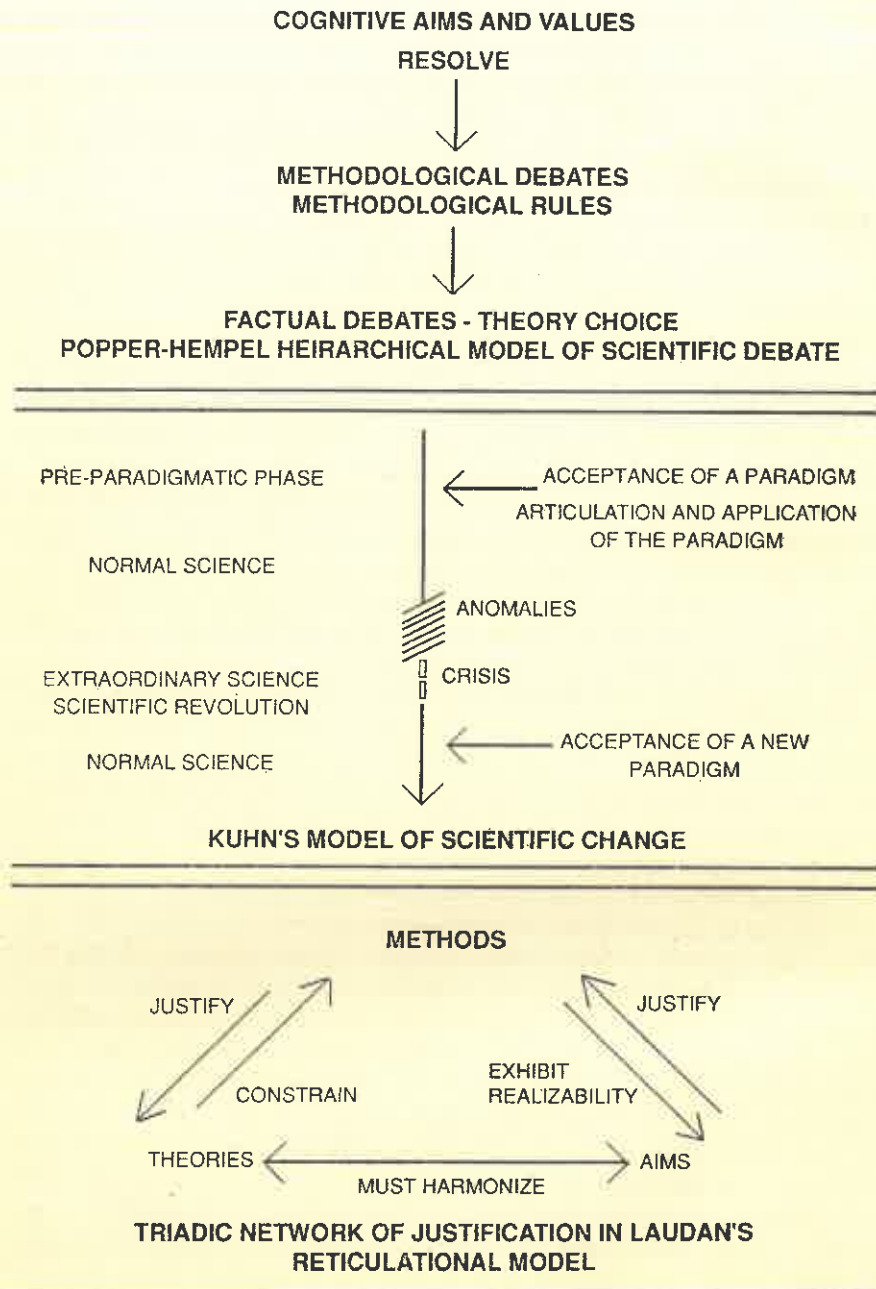 COGNITIVE AIMS AND VALUES
RESOLVE
METHODOLOGICAL DEBATES
METHODOLOGICAL RULES
FACTUAL DEBATES - THEORY CHOICE
POPPER-HEMPEL HEIRARCHICAL MODEL OF SCIENTIFIC DEBATE
PRE-PARADIGMATIC PHASE
ACCEPTANCE OF A PARADIGM
ARTICULATION AND APPLICATION
OF THE PARADIGM
NORMAL SCIENCE
ANOMALIES
EXTRAORDINARY SCIENCE
SCIENTIFIC REVOLUTION
CRISIS
NORMAL SCIENCE
ACCEPTANCE OF A NEW
PARADIGM
KUHN'S MODEL OF SCIENTIFIC CHANGE
METHODS
JUSTIFY
JUSTIFY
CONSTRAIN
EXHIBIT
REALIZABILITY
THEORIES
AIMS
MUST HARMONIZE
TRIADIC NETWORK OF JUSTIFICATION IN LAUDAN'S
RETICULATIONAL MODEL